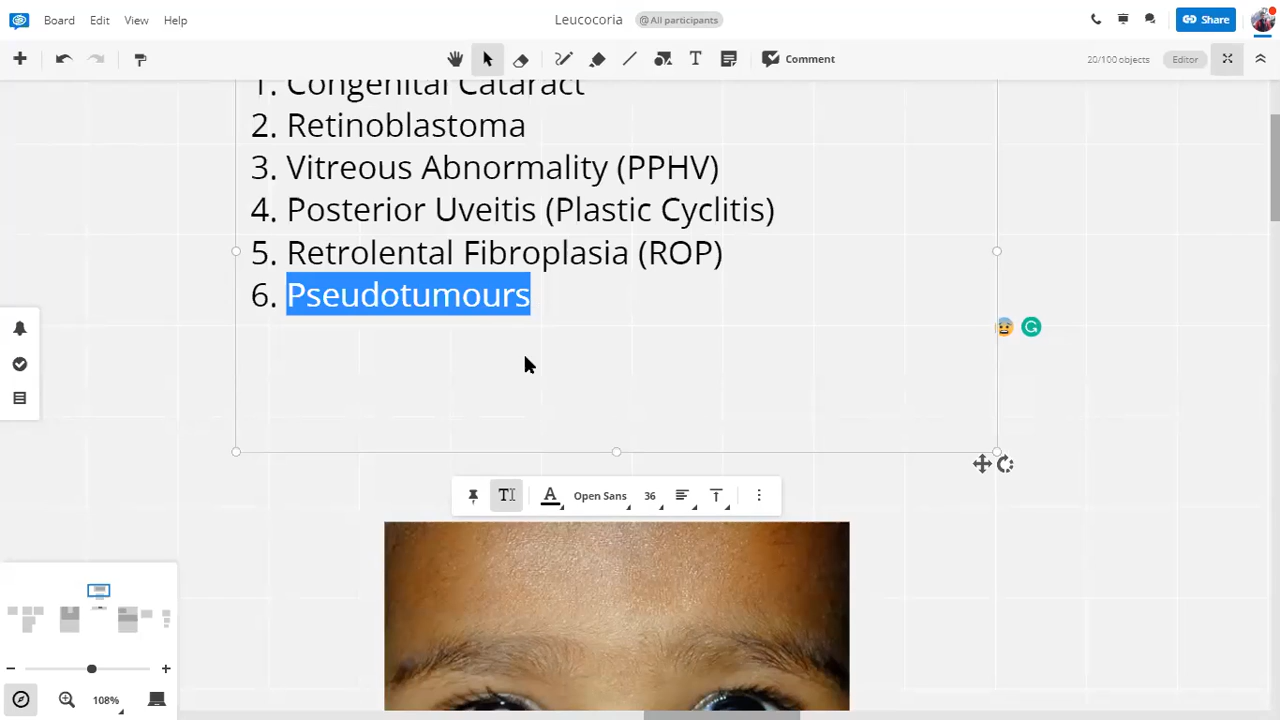 Board Edit View Help
Leucocoria
@ All participants
Share
Comment
20/100 objects
Editor
1. Congenital Cataract
2. Retinoblastoma
3. Vitreous Abnormality (PPHV)
4. Posterior Uveitis (Plastic Cyclitis)
5. Retrolental Fibroplasia (ROP)
6. Pseudotumours
Open Sans 36
108%